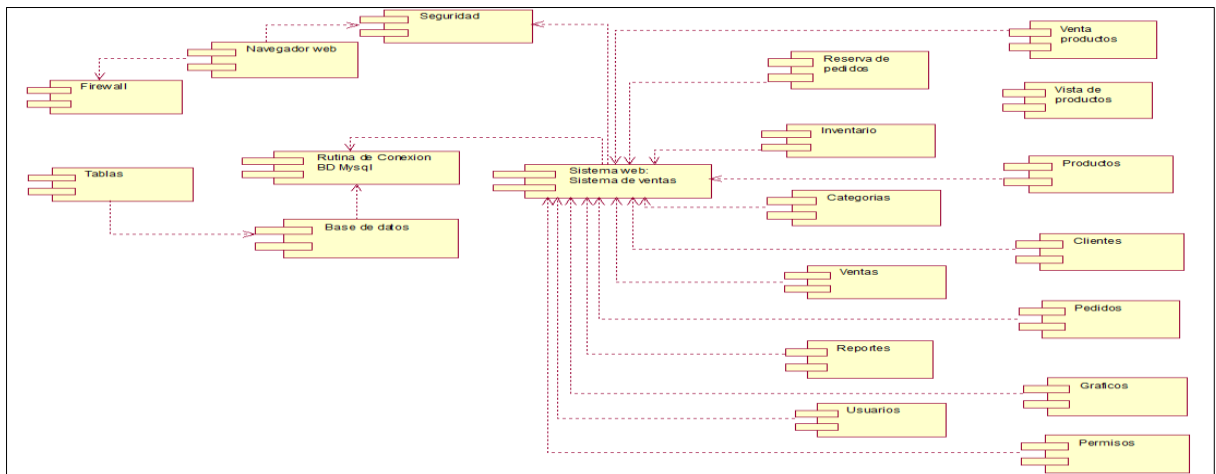 Seguridad
Venta
productos
Navegador web
Reserva de
pedidos
Firewall
Vista de
productos
Inventario
Rutina de Conexion
BD Mysql
Productos
Tablas
Sistema web:
Sistema de ventas
Categorias
Base de datos
Clientes
Ventas
Pedidos
Reportes
Graficos
Usuarios
Permisos